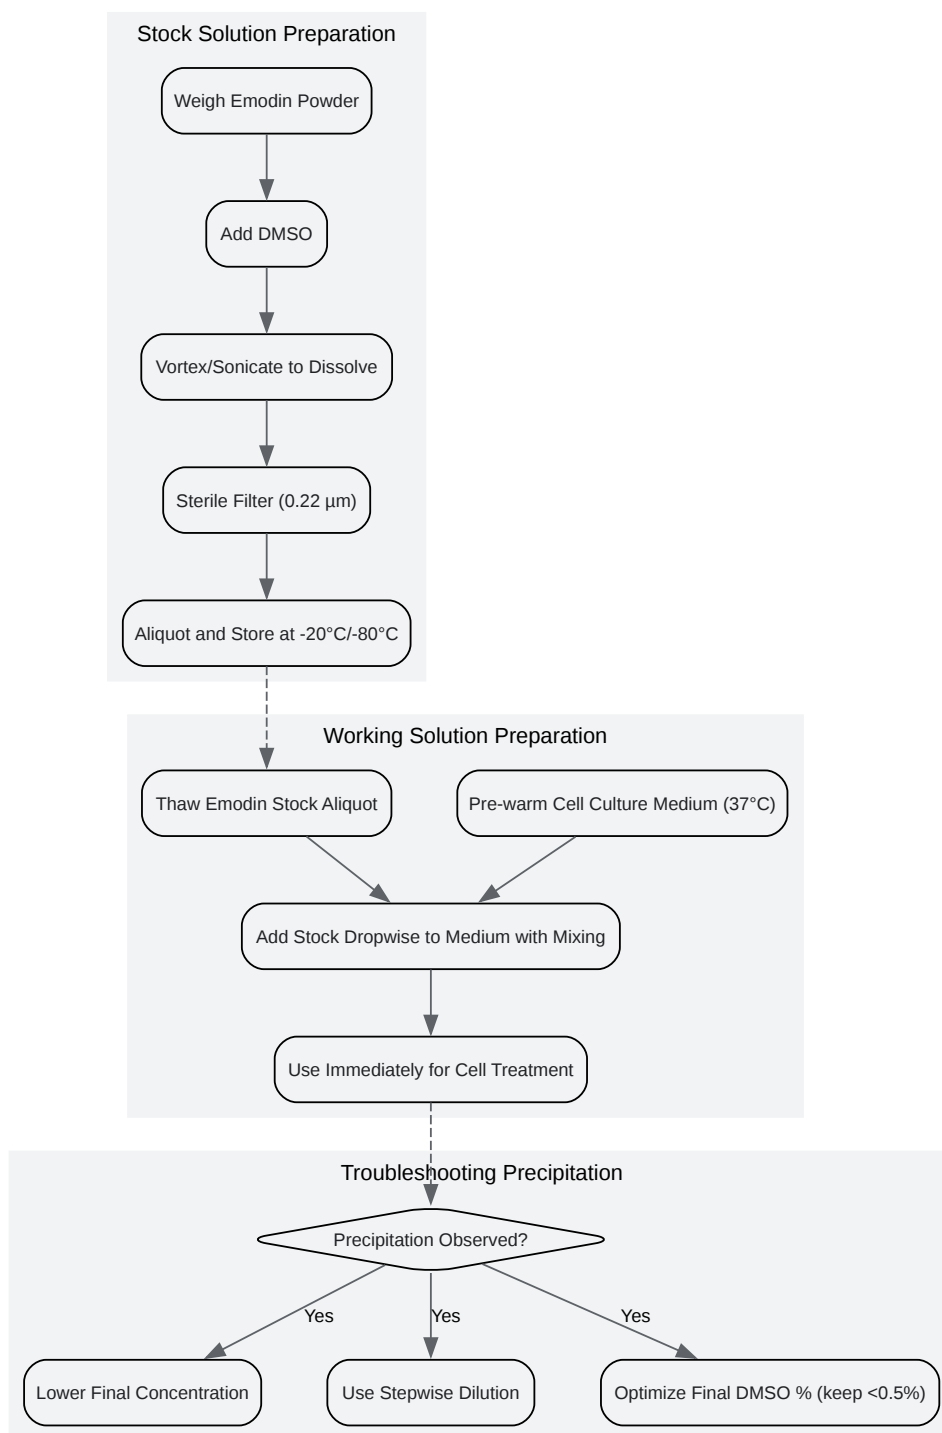 Stock Solution Preparation
Weigh Emodin Powder
Add DMSO
Vortex/Sonicate to Dissolve
Sterile Filter (0.22 µm)
Aliquot and Store at -20°C/-80°C
Working Solution Preparation
Thaw Emodin Stock Aliquot
Pre-warm Cell Culture Medium (37°C)
Add Stock Dropwise to Medium with Mixing
Use Immediately for Cell Treatment
Troubleshooting Precipitation
Precipitation Observed?
Yes
Yes
Yes
Lower Final Concentration
Use Stepwise Dilution
Optimize Final DMSO % (keep <0.5%)